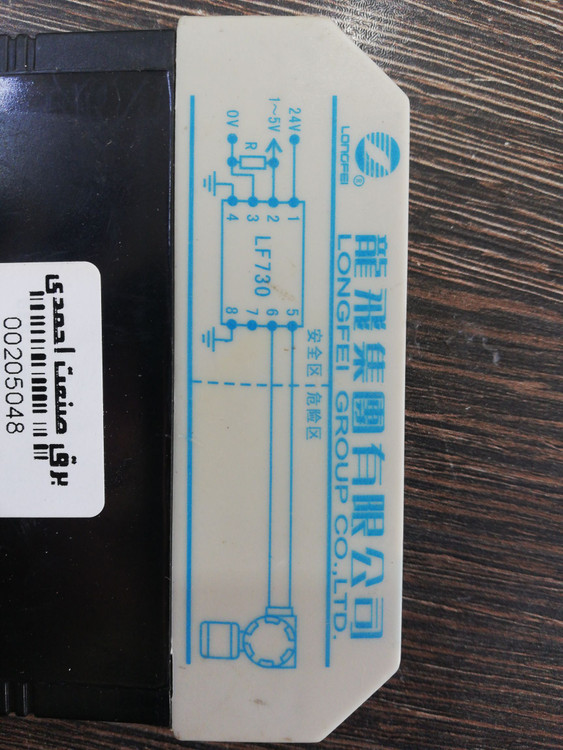 LONGFEI
®
龍飛集團有限公司
LONGFEI GROUP CO.,LTD.
24V
1~5V
R
0V
1
2
3
4
LF730
5
6
7
8
安全区
危险区
برق صنعت احمدی
00205048